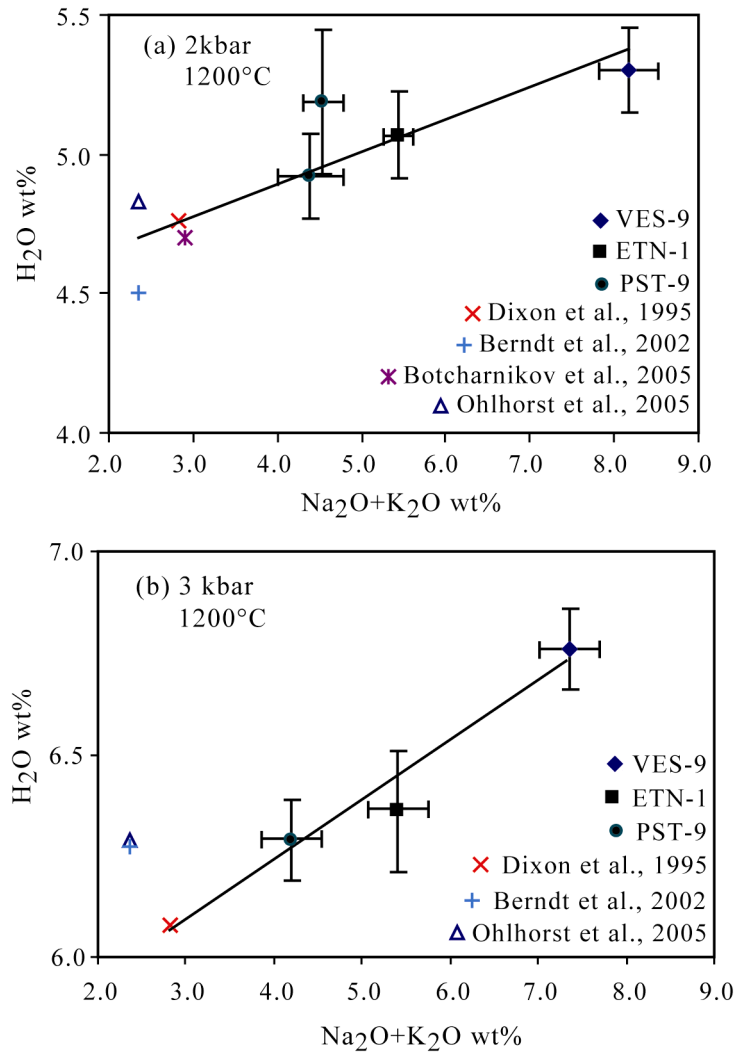 5.5
(a) 2kbar
1200°C
5.0
H₂O wt%
VES-9
ETN-1
PST-9
4.5
Dixon et al., 1995
Berndt et al., 2002
Botcharnikov et al., 2005
Ohlhorst et al., 2005
4.0
2.0 3.0 4.0 5.0 6.0 7.0 8.0 9.0
Na₂O+K₂O wt%
7.0
(b) 3 kbar
1200°C
H₂O wt%
6.5
VES-9
ETN-1
PST-9
Dixon et al., 1995
Berndt et al., 2002
Ohlhorst et al., 2005
6.0
2.0 3.0 4.0 5.0 6.0 7.0 8.0 9.0
Na₂O+K₂O wt%